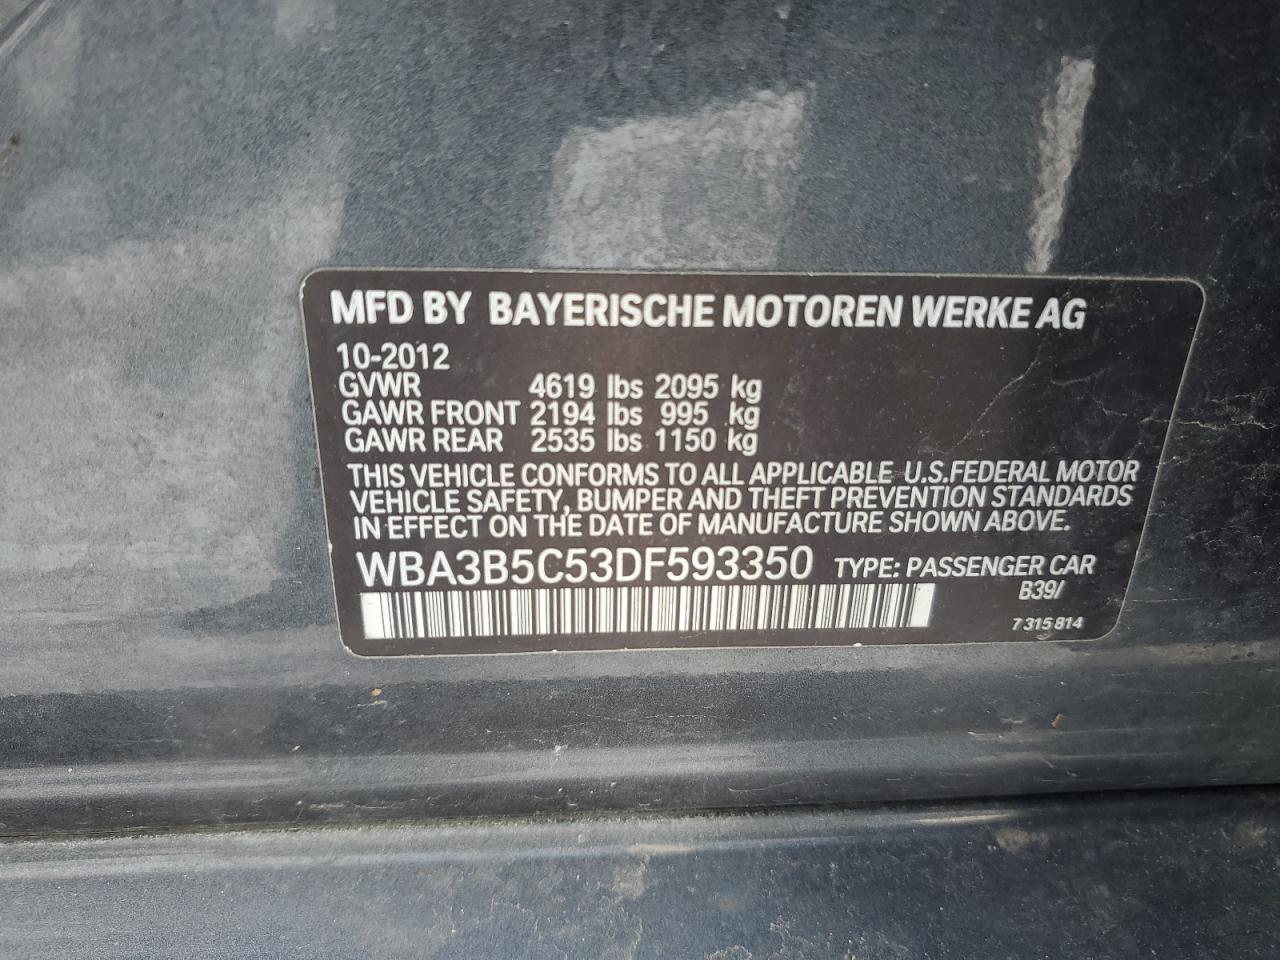 MFD BY BAYERISCHE MOTOREN WERKE AG
10-2012
GVWR 4619 lbs 2095 kg
GAWR FRONT 2194 lbs 995 kg
GAWR REAR 2535 lbs 1150 kg
THIS VEHICLE CONFORMS TO ALL APPLICABLE U.S.FEDERAL MOTOR
VEHICLE SAFETY, BUMPER AND THEFT PREVENTION STANDARDS
IN EFFECT ON THE DATE OF MANUFACTURE SHOWN ABOVE.
WBA3B5C53DF593350 TYPE: PASSENGER CAR
B39/
7 315 814